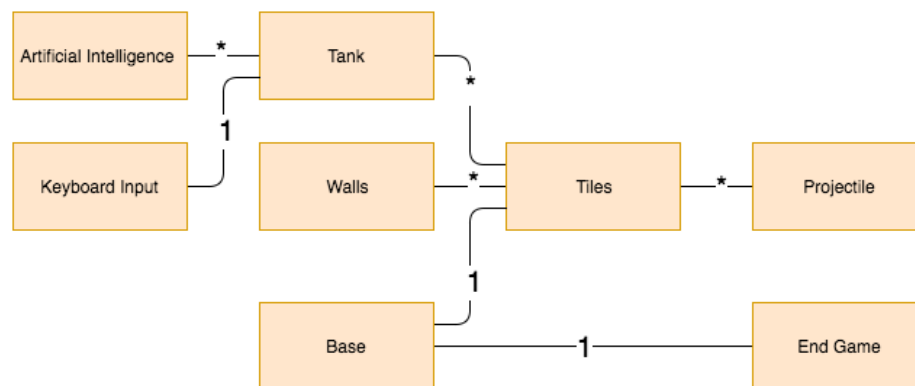 Artificial Intelligence
*
Tank
*
1
Keyboard Input
Walls
*
Tiles
*
Projectile
1
Base
1
End Game